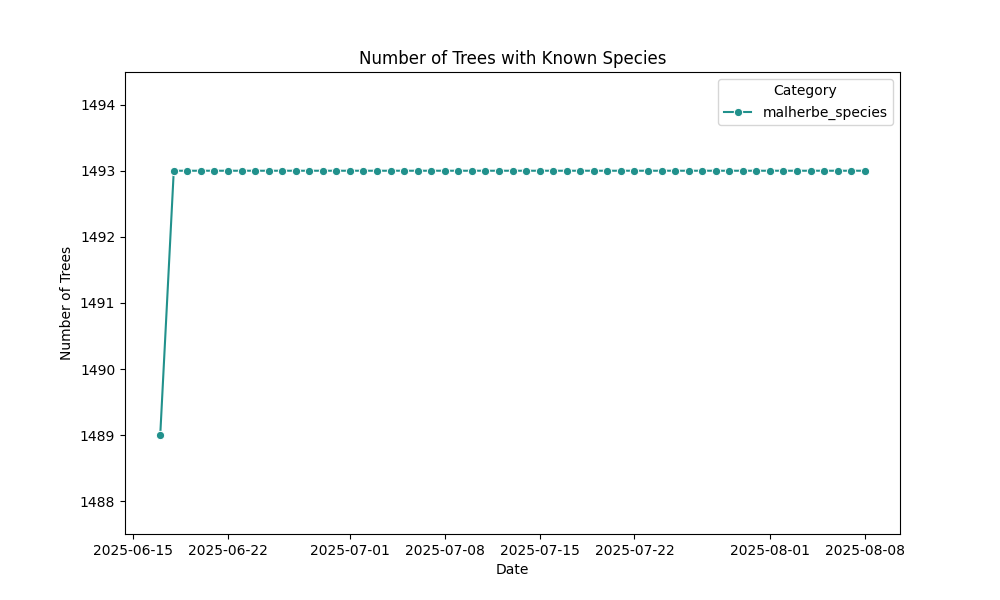 Number of Trees with Known Species
Category
malherbe_species
Number of Trees
1494
1493
1492
1491
1490
1489
1488
2025-06-15 2025-06-22 2025-07-01 2025-07-08 2025-07-15 2025-07-22 2025-08-01 2025-08-08
Date